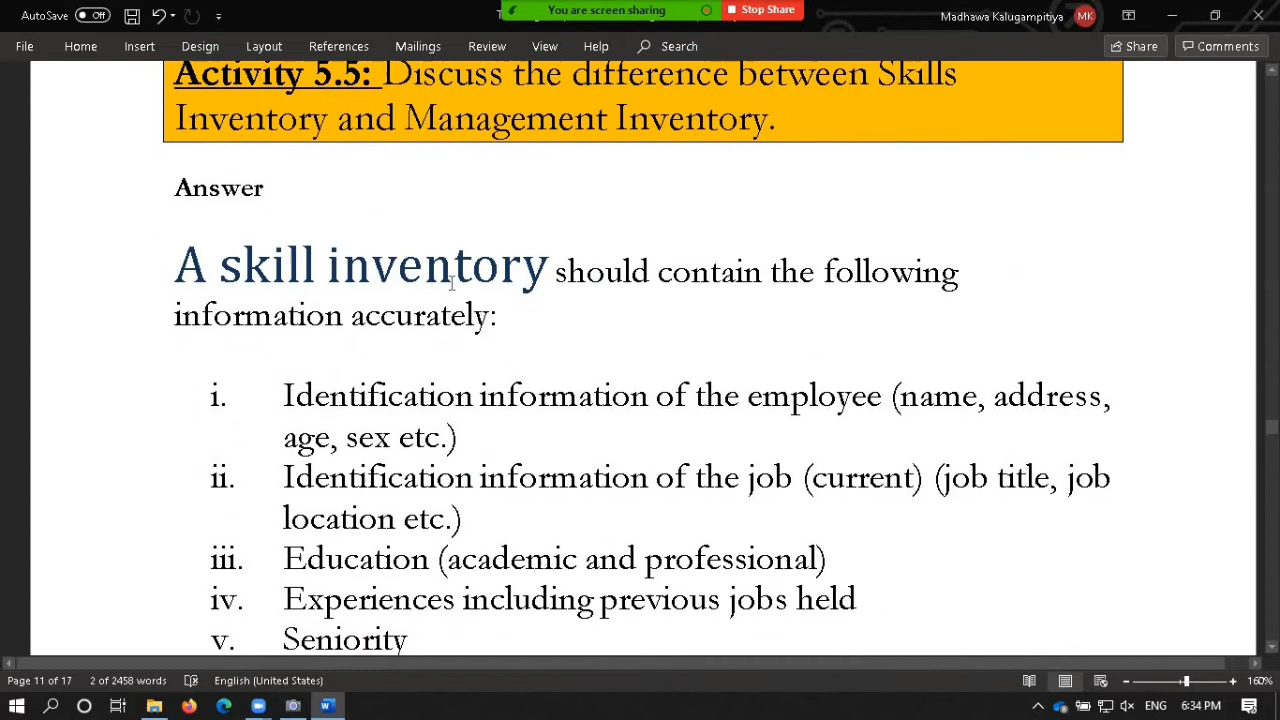 AutoSave Off
You are screen sharing
Stop Share
Madhawa Kalugampitiya MK
File Home Insert Design Layout References Mailings Review View Help Search Share Comments
Activity 5.5: Discuss the difference between Skills
Inventory and Management Inventory.
Answer
A skill inventory should contain the following
information accurately:
i. Identification information of the employee (name, address,
age, sex etc.)
ii. Identification information of the job (current) (job title, job
location etc.)
iii. Education (academic and professional)
iv. Experiences including previous jobs held
v. Seniority
Page 11 of 17 2 of 2458 words English (United States) 160%
ENG 6:34 PM